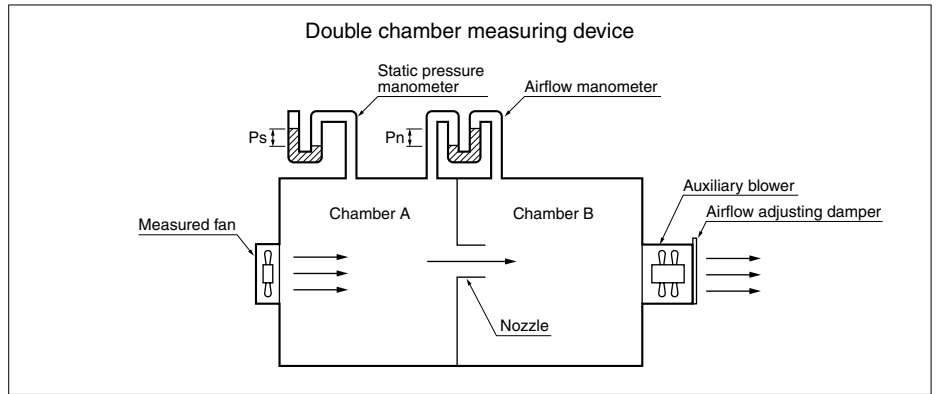 Double chamber measuring device
Static pressure
manometer
Airflow manometer
Ps
Pn
Auxiliary blower
Airflow adjusting damper
Measured fan
Chamber A
Chamber B
Nozzle